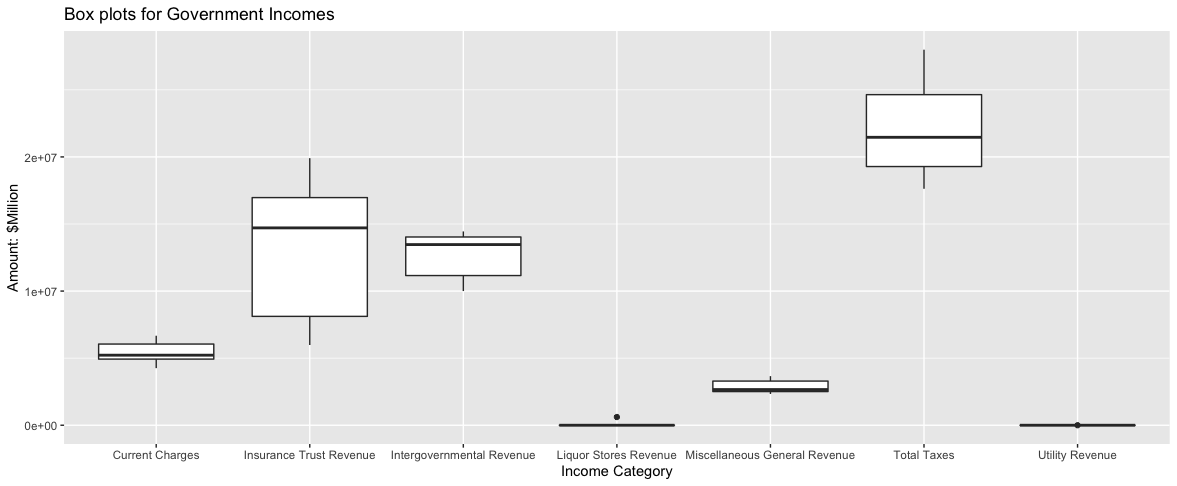 Box plots for Government Incomes
Amount: $Million
2e+07
1e+07
0e+00
Current Charges
Insurance Trust Revenue
Intergovernmental Revenue
Liquor Stores Revenue
Miscellaneous General Revenue
Total Taxes
Utility Revenue
Income Category